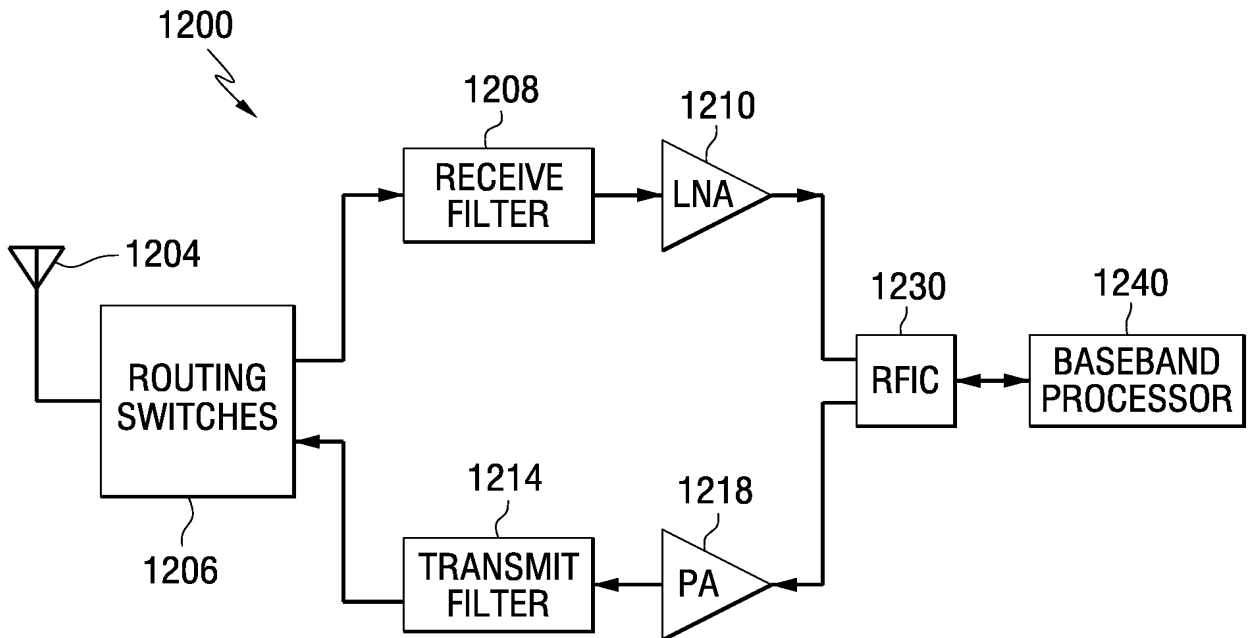 1200
1208
1210
RECEIVE
FILTER
LNA
1204
1230
1240
ROUTING
SWITCHES
RFIC
BASEBAND
PROCESSOR
1214
1218
1206
TRANSMIT
FILTER
PA